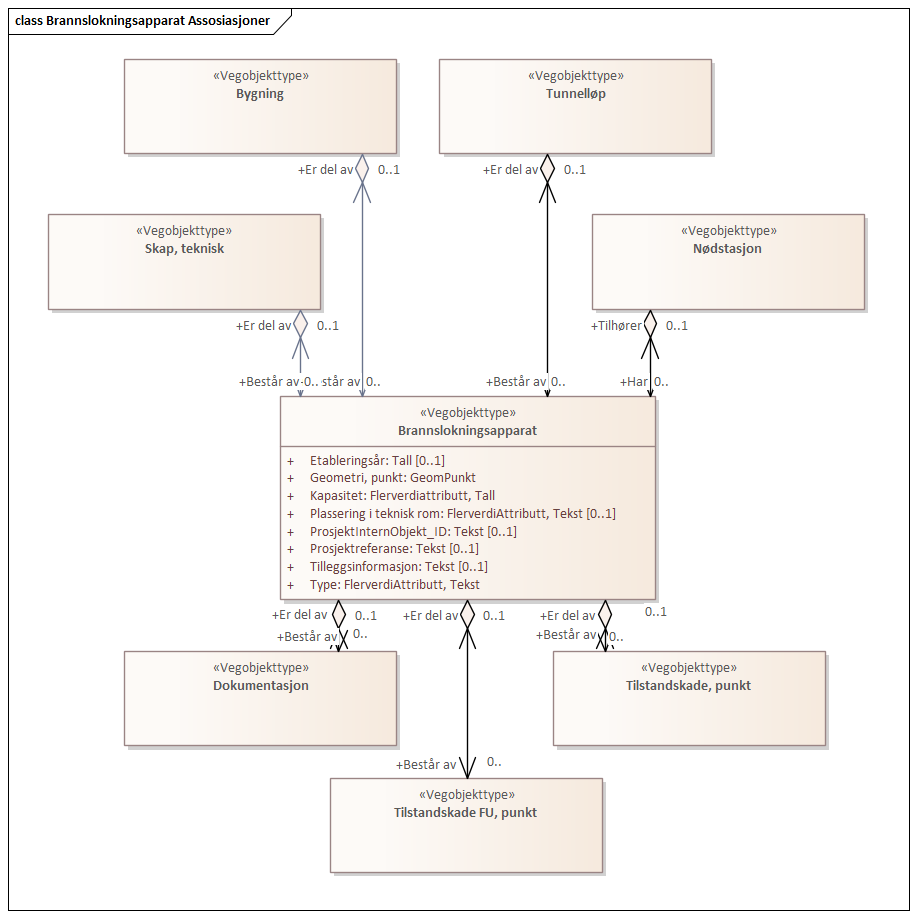 class Brannslokningsapparat Assosiasjoner
«Vegobjekttype»
Bygning
«Vegobjekttype»
Tunnelløp
+Er del av 0..1
+Er del av 0..1
«Vegobjekttype»
Skap, teknisk
«Vegobjekttype»
Nødstasjon
+Er del av 0..1
+Tilhører 0..1
+Består av 0..
står av 0..
+Består av 0..
+Har 0..
«Vegobjekttype»
Brannslokningsapparat
+ Etableringsår: Tall [0..1]
+ Geometri, punkt: GeomPunkt
+ Kapasitet: Flerverdiattributt, Tall
+ Plassering i teknisk rom: FlerverdiAttributt, Tekst [0..1]
+ ProsjektInternObjekt_ID: Tekst [0..1]
+ Prosjektreferanse: Tekst [0..1]
+ Tilleggsinformasjon: Tekst [0..1]
+ Type: FlerverdiAttributt, Tekst
+Er del av 0..1
+Er del av 0..1
+Er del av 0..1
+Består av 0..
+Består av 0..
«Vegobjekttype»
Dokumentasjon
«Vegobjekttype»
Tilstandskade, punkt
+Består av 0..
«Vegobjekttype»
Tilstandskade FU, punkt